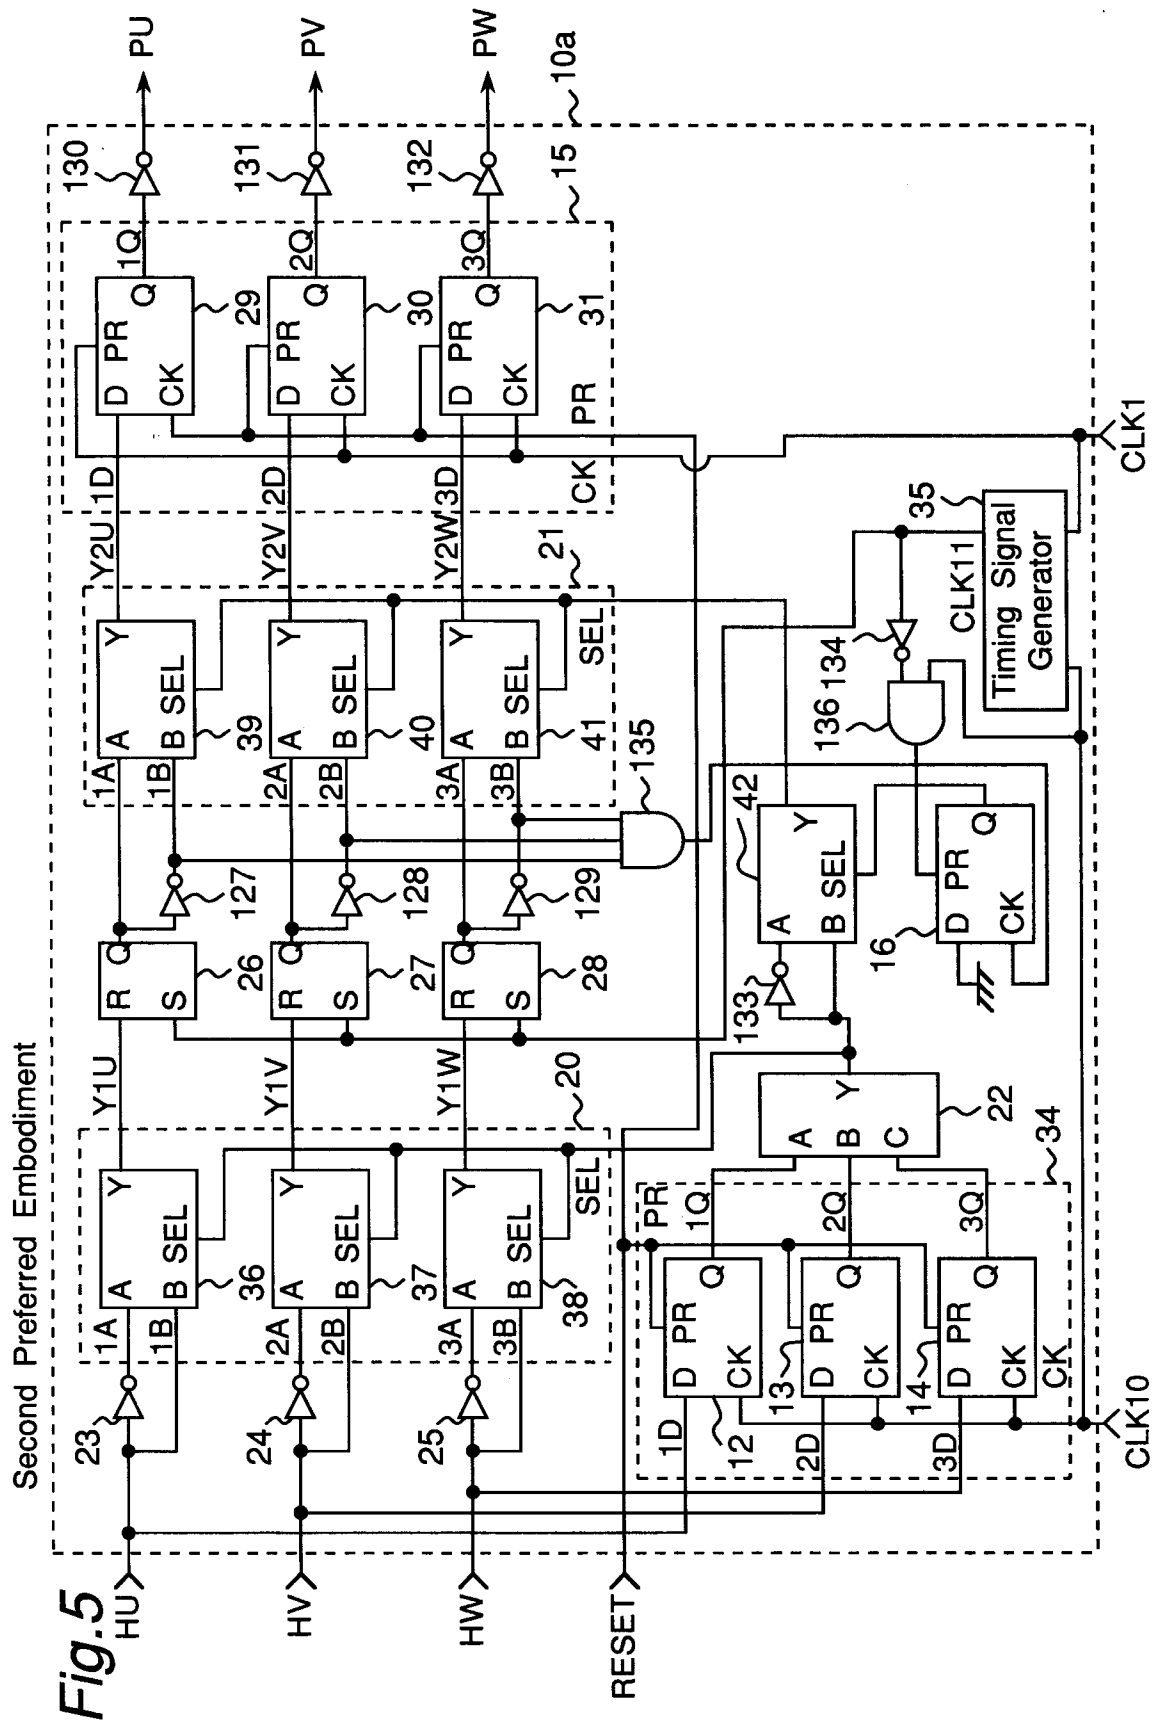 Fig.5
Second Preferred Embodiment
HU
HV
HW
RESET
CLK10
CLK1
PU
PV
PW
10a
23
24
25
1A
1B
2A
2B
3A
3B
A
B SEL
Y
36
A
B SEL
Y
37
A
B SEL
Y
38
SEL
20
Y1U
Y1V
Y1W
R
S
Q
26
R
S
Q
27
R
S
Q
28
127
128
129
1A
1B
2A
2B
3A
3B
A
B SEL
Y
39
A
B SEL
Y
40
A
B SEL
Y
41
SEL
21
135
Y2U
Y2V
Y2W
1D
2D
3D
D PR
CK
Q
29
D PR
CK
Q
30
D PR
CK
Q
31
CK
PR
1Q
2Q
3Q
15
130
131
132
1D
2D
3D
D PR
CK
Q
12
D PR
CK
Q
13
D PR
CK
Q
14
CK
PR
1Q
2Q
3Q
34
A
B
C
Y
22
133
A
B SEL
Y
42
D PR
CK
Q
16
136
134
CLK11
Timing Signal
Generator
35